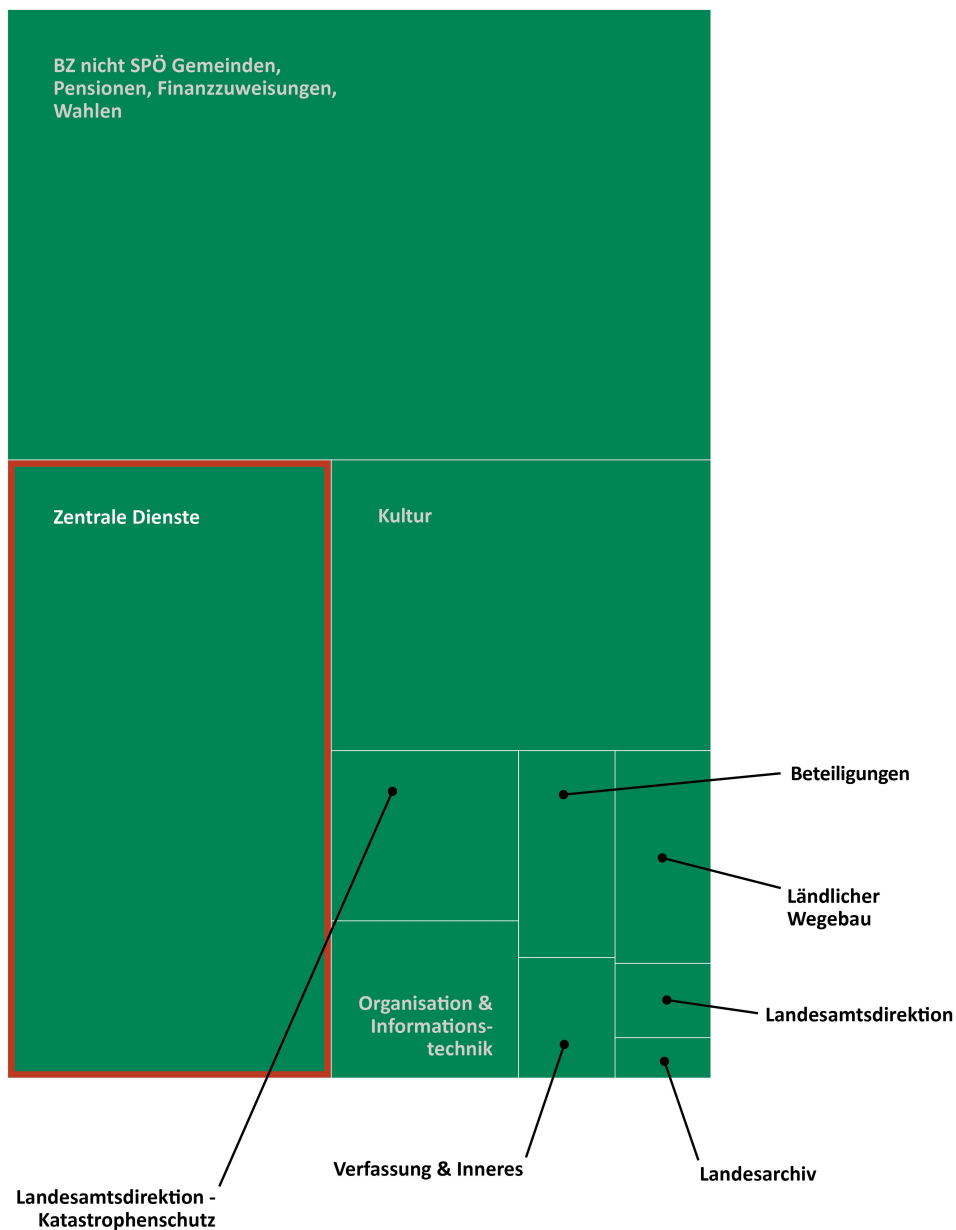 BZ nicht SPÖ Gemeinden,
Pensionen, Finanzzuweisungen,
Wahlen
Zentrale Dienste
Kultur
Beteiligungen
Ländlicher
Wegebau
Organisation &
Informations-
technik
Landesamtsdirektion
Verfassung & Inneres
Landesarchiv
Landesamtsdirektion -
Katastrophenschutz